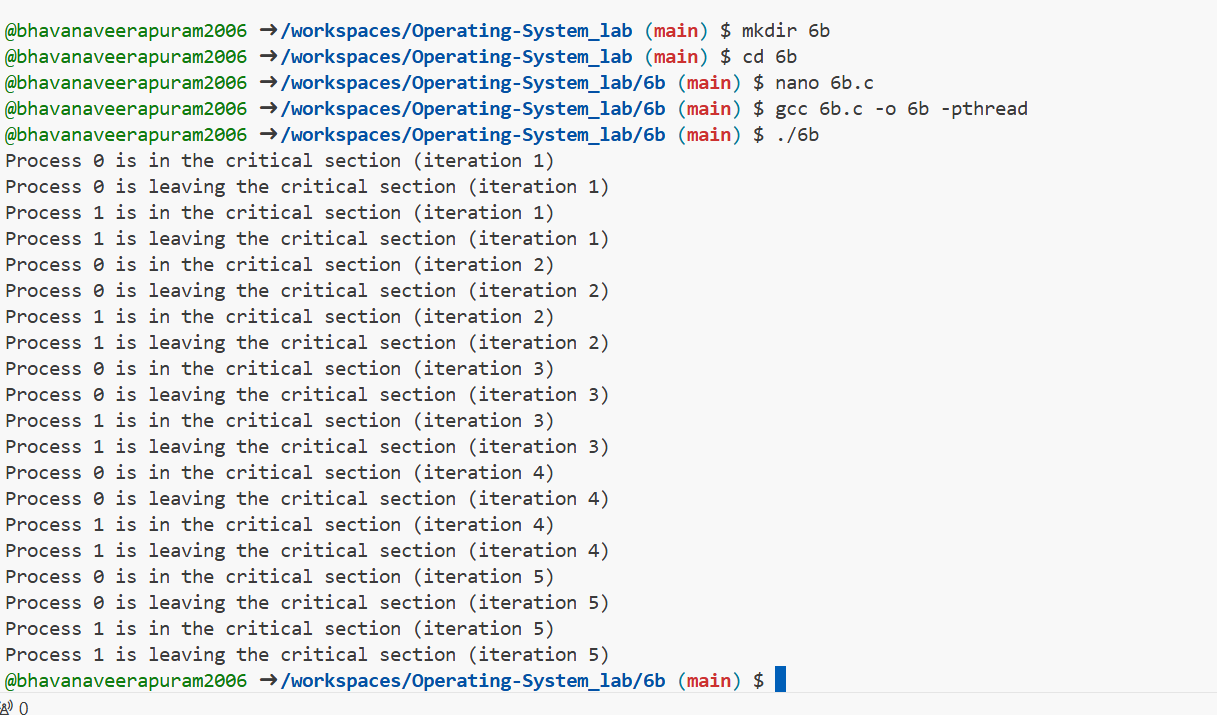 @bhavanaveerapuram2006 ➜/workspaces/Operating-System_lab (main) $ mkdir 6b
@bhavanaveerapuram2006 ➜/workspaces/Operating-System_lab (main) $ cd 6b
@bhavanaveerapuram2006 ➜/workspaces/Operating-System_lab/6b (main) $ nano 6b.c
@bhavanaveerapuram2006 ➜/workspaces/Operating-System_lab/6b (main) $ gcc 6b.c -o 6b -pthread
@bhavanaveerapuram2006 ➜/workspaces/Operating-System_lab/6b (main) $ ./6b
Process 0 is in the critical section (iteration 1)
Process 0 is leaving the critical section (iteration 1)
Process 1 is in the critical section (iteration 1)
Process 1 is leaving the critical section (iteration 1)
Process 0 is in the critical section (iteration 2)
Process 0 is leaving the critical section (iteration 2)
Process 1 is in the critical section (iteration 2)
Process 1 is leaving the critical section (iteration 2)
Process 0 is in the critical section (iteration 3)
Process 0 is leaving the critical section (iteration 3)
Process 1 is in the critical section (iteration 3)
Process 1 is leaving the critical section (iteration 3)
Process 0 is in the critical section (iteration 4)
Process 0 is leaving the critical section (iteration 4)
Process 1 is in the critical section (iteration 4)
Process 1 is leaving the critical section (iteration 4)
Process 0 is in the critical section (iteration 5)
Process 0 is leaving the critical section (iteration 5)
Process 1 is in the critical section (iteration 5)
Process 1 is leaving the critical section (iteration 5)
@bhavanaveerapuram2006 ➜/workspaces/Operating-System_lab/6b (main) $
0